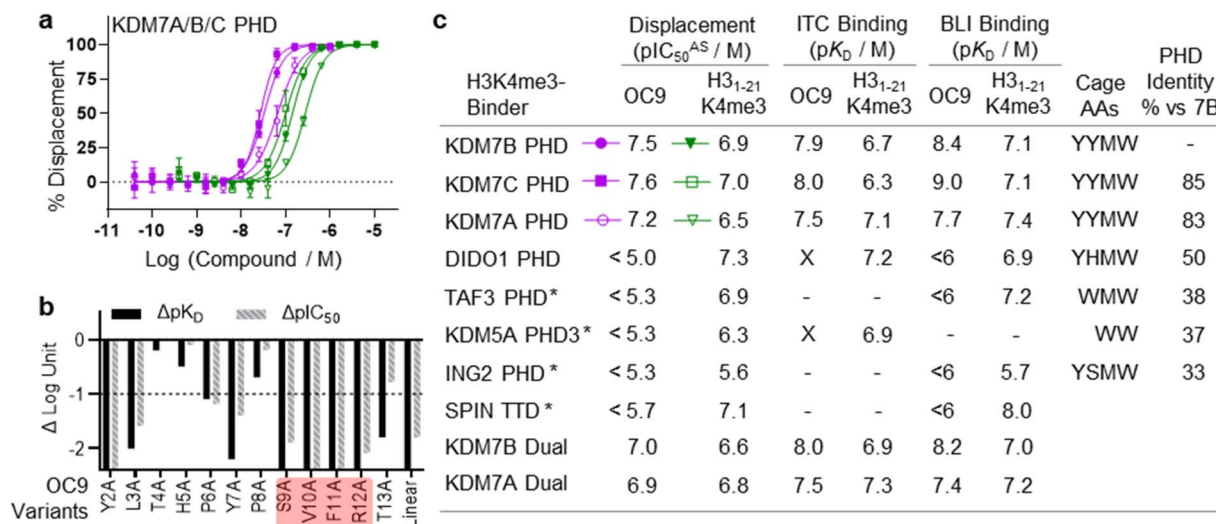 a
KDM7A/B/C PHD
100
75
50
25
0
% Displacement
-11 -10 -9 -8 -7 -6 -5
Log (Compound / M)
b
ΔpK_D ΔpIC₅₀
0
-1
-2
Δ Log Unit
OC9 Variants
Y2A L3A T4A H5A P6A Y7A P8A S9A V10A F11A R12A T13A Linear
c
Displacement ITC Binding BLI Binding
(pIC₅₀^AS / M) (pK_D / M) (pK_D / M) PHD
H3K4me3- H3₁₋₂₁ H3₁₋₂₁ H3₁₋₂₁ Cage Identity
Binder OC9 K4me3 OC9 K4me3 OC9 K4me3 AAs % vs 7B
KDM7B PHD 7.5 6.9 7.9 6.7 8.4 7.1 YYMW -
KDM7C PHD 7.6 7.0 8.0 6.3 9.0 7.1 YYMW 85
KDM7A PHD 7.2 6.5 7.5 7.1 7.7 7.4 YYMW 83
DIDO1 PHD < 5.0 7.3 X 7.2 <6 6.9 YHMW 50
TAF3 PHD* < 5.3 6.9 - - <6 7.2 WMW 38
KDM5A PHD3* < 5.3 6.3 X 6.9 - - WW 37
ING2 PHD* < 5.3 5.6 - - <6 5.7 YSMW 33
SPIN TTD* < 5.7 7.1 - - <6 8.0
KDM7B Dual 7.0 6.6 8.0 6.9 8.2 7.0
KDM7A Dual 6.9 6.8 7.5 7.3 7.4 7.2